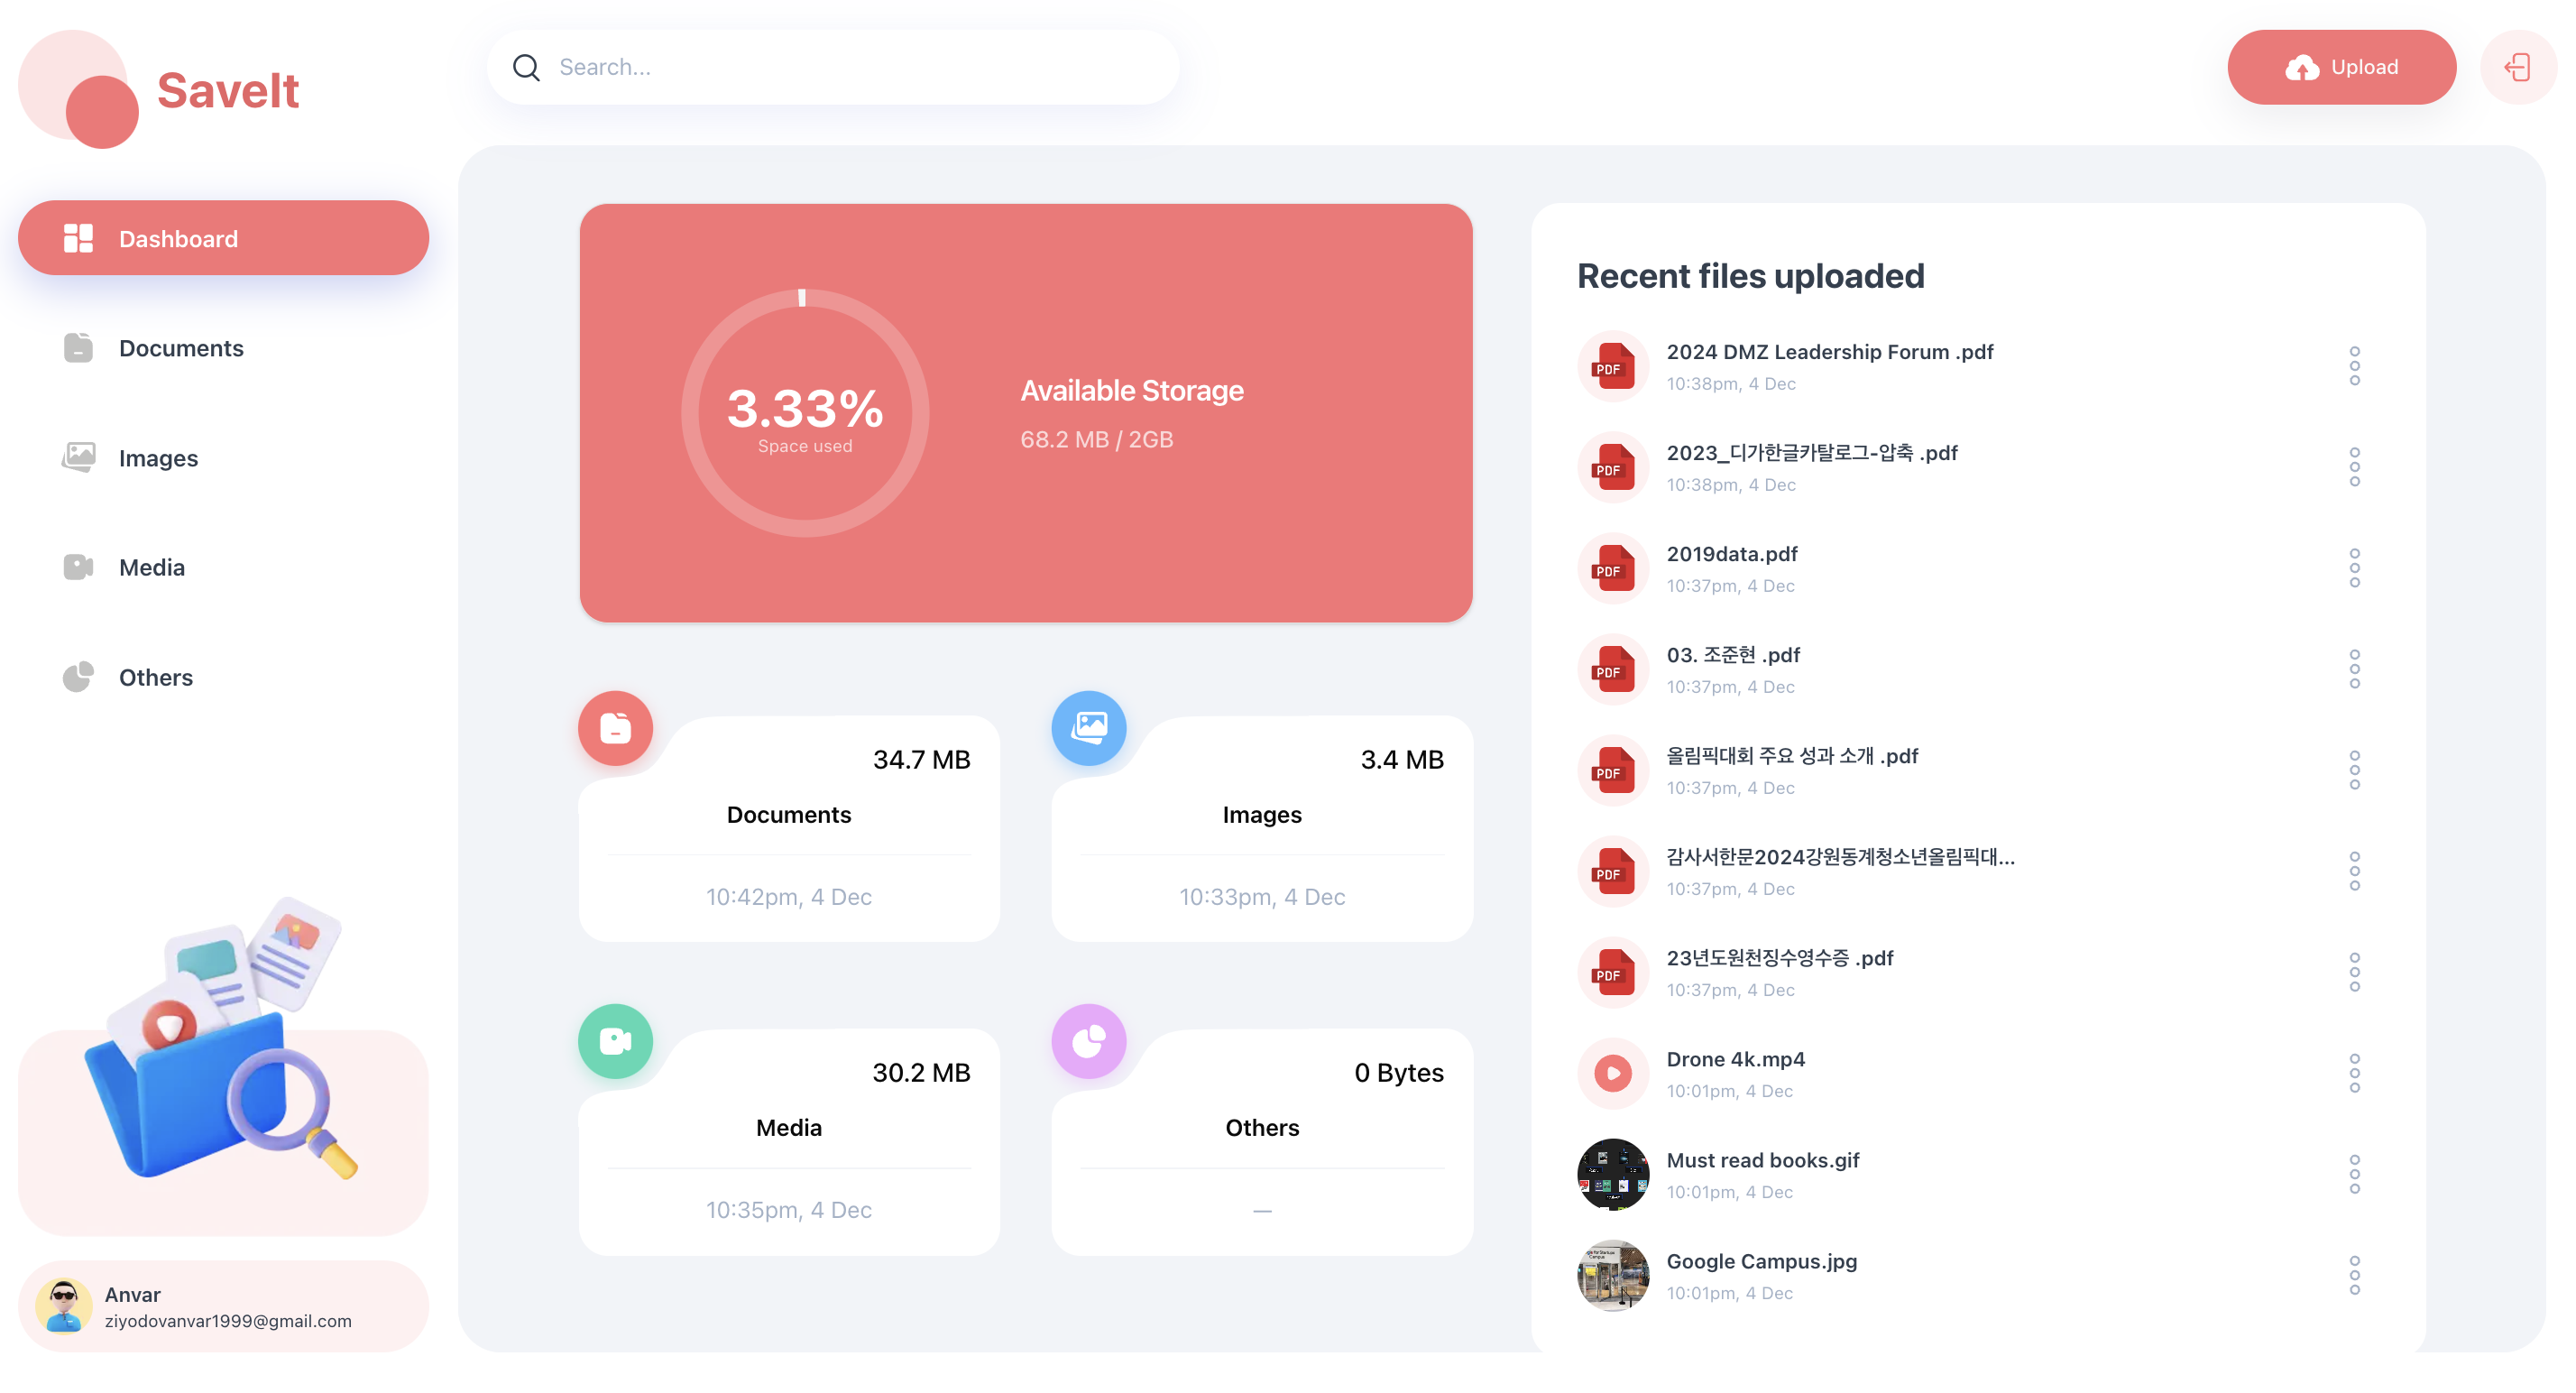 SaveIt
Search...
Upload
Dashboard
Documents
Images
Media
Others
Anvar
ziyodovanvar1999@gmail.com
3.33%
Space used
Available Storage
68.2 MB / 2GB
34.7 MB
Documents
10:42pm, 4 Dec
3.4 MB
Images
10:33pm, 4 Dec
30.2 MB
Media
10:35pm, 4 Dec
0 Bytes
Others
—
Recent files uploaded
PDF
2024 DMZ Leadership Forum .pdf
10:38pm, 4 Dec
PDF
2023_디가한글카탈로그-압축 .pdf
10:38pm, 4 Dec
PDF
2019data.pdf
10:37pm, 4 Dec
PDF
03. 조준현 .pdf
10:37pm, 4 Dec
PDF
올림픽대회 주요 성과 소개 .pdf
10:37pm, 4 Dec
PDF
감사서한문2024강원동계청소년올림픽대...
10:37pm, 4 Dec
PDF
23년도원천징수영수증 .pdf
10:37pm, 4 Dec
Drone 4k.mp4
10:01pm, 4 Dec
Must read books.gif
10:01pm, 4 Dec
Google Campus.jpg
10:01pm, 4 Dec